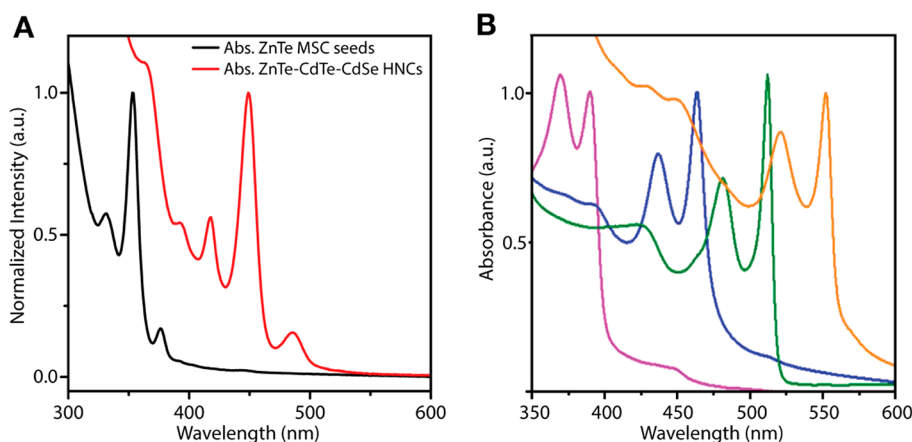 A
B
Abs. ZnTe MSC seeds
Abs. ZnTe-CdTe-CdSe HNCs
Normalized Intensity (a.u.)
1.0
0.5
0.0
300
400
500
600
Wavelength (nm)
Absorbance (a.u.)
1.0
0.5
350
400
450
500
550
600
Wavelength (nm)